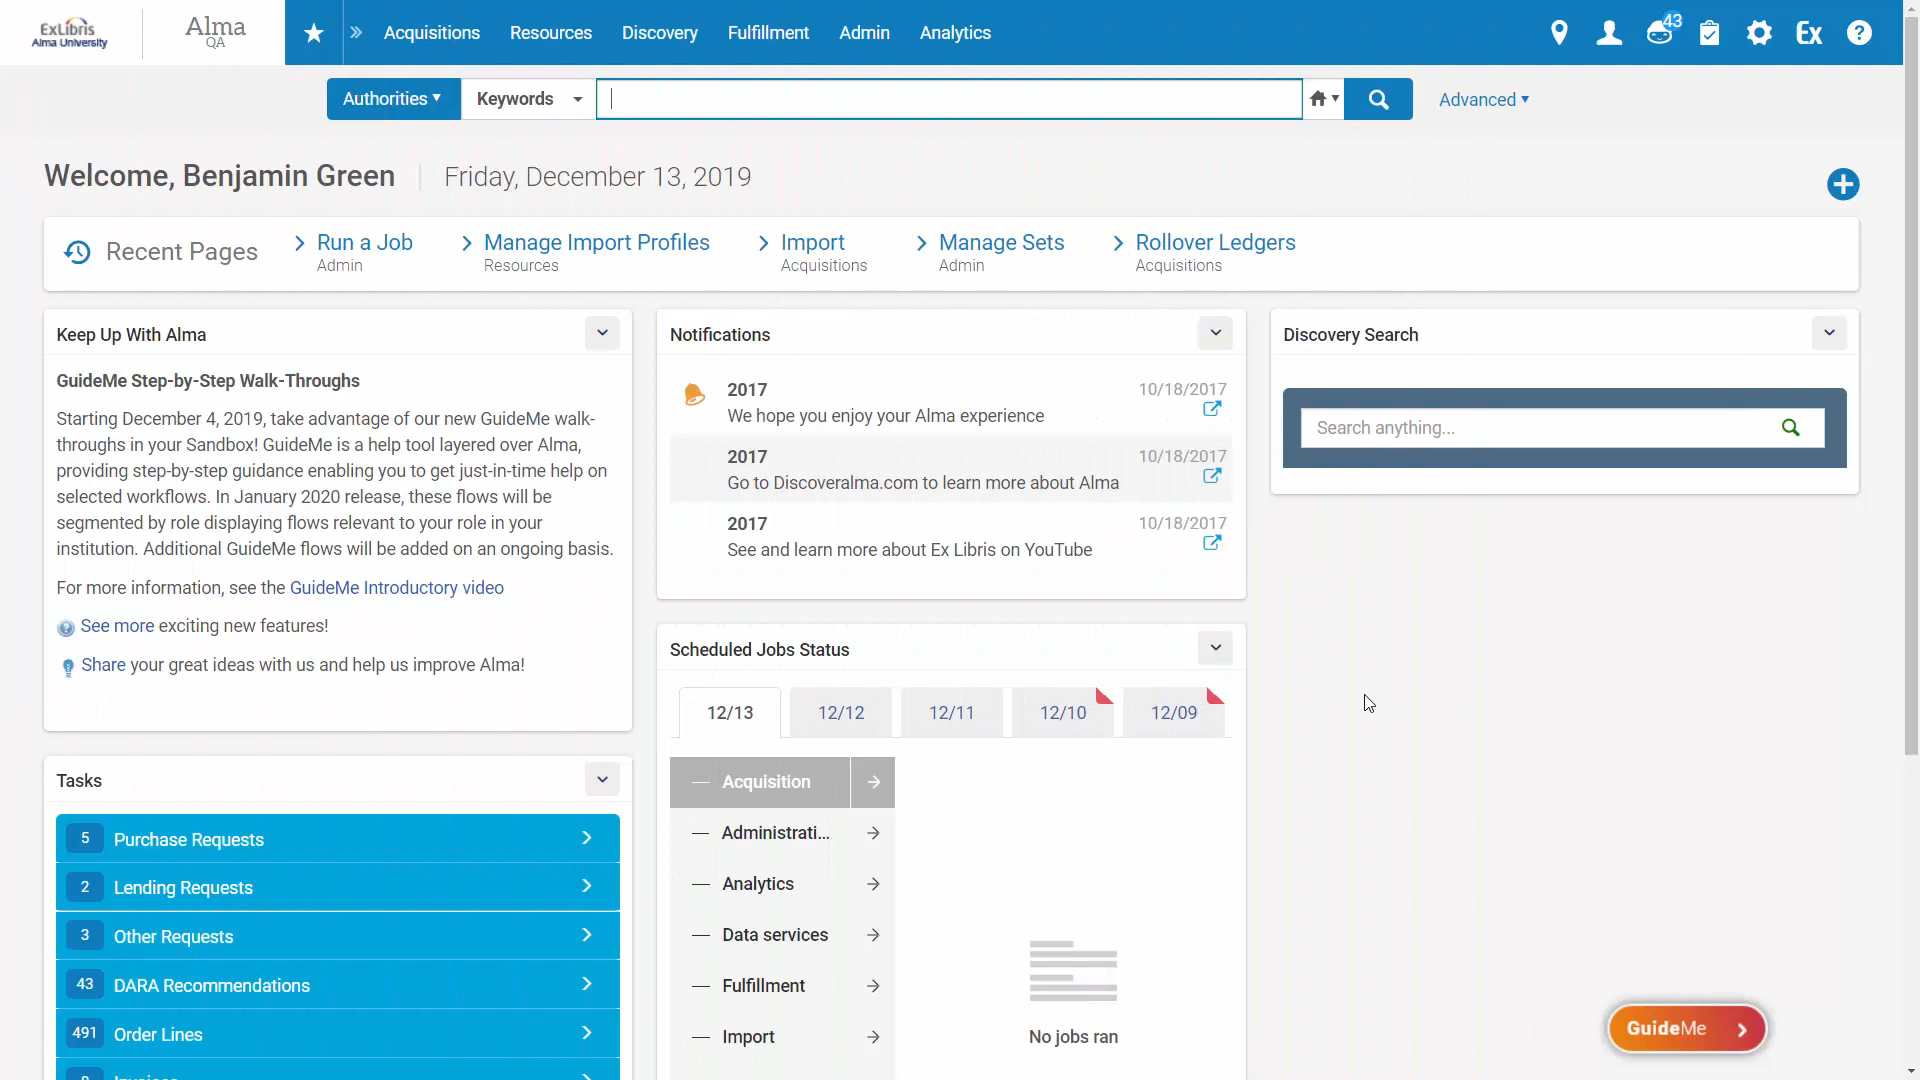 ExLibris
Alma University
Alma
QA
Acquisitions
Resources
Discovery
Fulfillment
Admin
Analytics
43
Ex
Authorities
Keywords
Advanced
Welcome, Benjamin Green
Friday, December 13, 2019
Recent Pages
Run a Job
Admin
Manage Import Profiles
Resources
Import
Acquisitions
Manage Sets
Admin
Rollover Ledgers
Acquisitions
Keep Up With Alma
GuideMe Step-by-Step Walk-Throughs
Starting December 4, 2019, take advantage of our new GuideMe walk-
throughs in your Sandbox! GuideMe is a help tool layered over Alma,
providing step-by-step guidance enabling you to get just-in-time help on
selected workflows. In January 2020 release, these flows will be
segmented by role displaying flows relevant to your role in your
institution. Additional GuideMe flows will be added on an ongoing basis.
For more information, see the GuideMe Introductory video
See more exciting new features!
Share your great ideas with us and help us improve Alma!
Tasks
5 Purchase Requests
2 Lending Requests
3 Other Requests
43 DARA Recommendations
491 Order Lines
Notifications
2017 10/18/2017
We hope you enjoy your Alma experience
2017 10/18/2017
Go to Discoveralma.com to learn more about Alma
2017 10/18/2017
See and learn more about Ex Libris on YouTube
Scheduled Jobs Status
12/13 12/12 12/11 12/10 12/09
Acquisition
Administrati...
Analytics
Data services
Fulfillment
Import
No jobs ran
Discovery Search
Search anything...
GuideMe